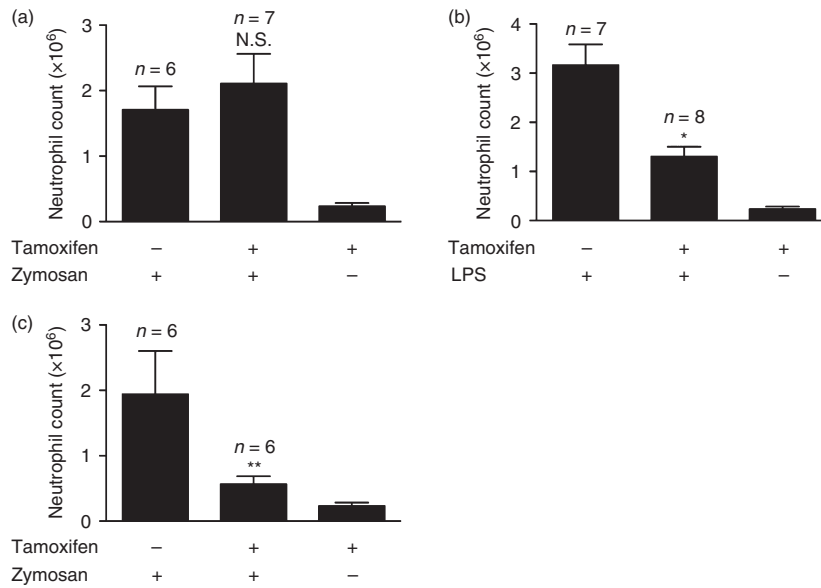 (a)
n = 7
N.S.
n = 6
Neutrophil count (×10⁶)
3
2
1
0
Tamoxifen – + +
Zymosan + + –
(b)
n = 7
n = 8
*
Neutrophil count (×10⁶)
4
3
2
1
0
Tamoxifen – + +
LPS + + –
(c)
n = 6
n = 6
**
Neutrophil count (×10⁶)
3
2
1
0
Tamoxifen – + +
Zymosan + + –